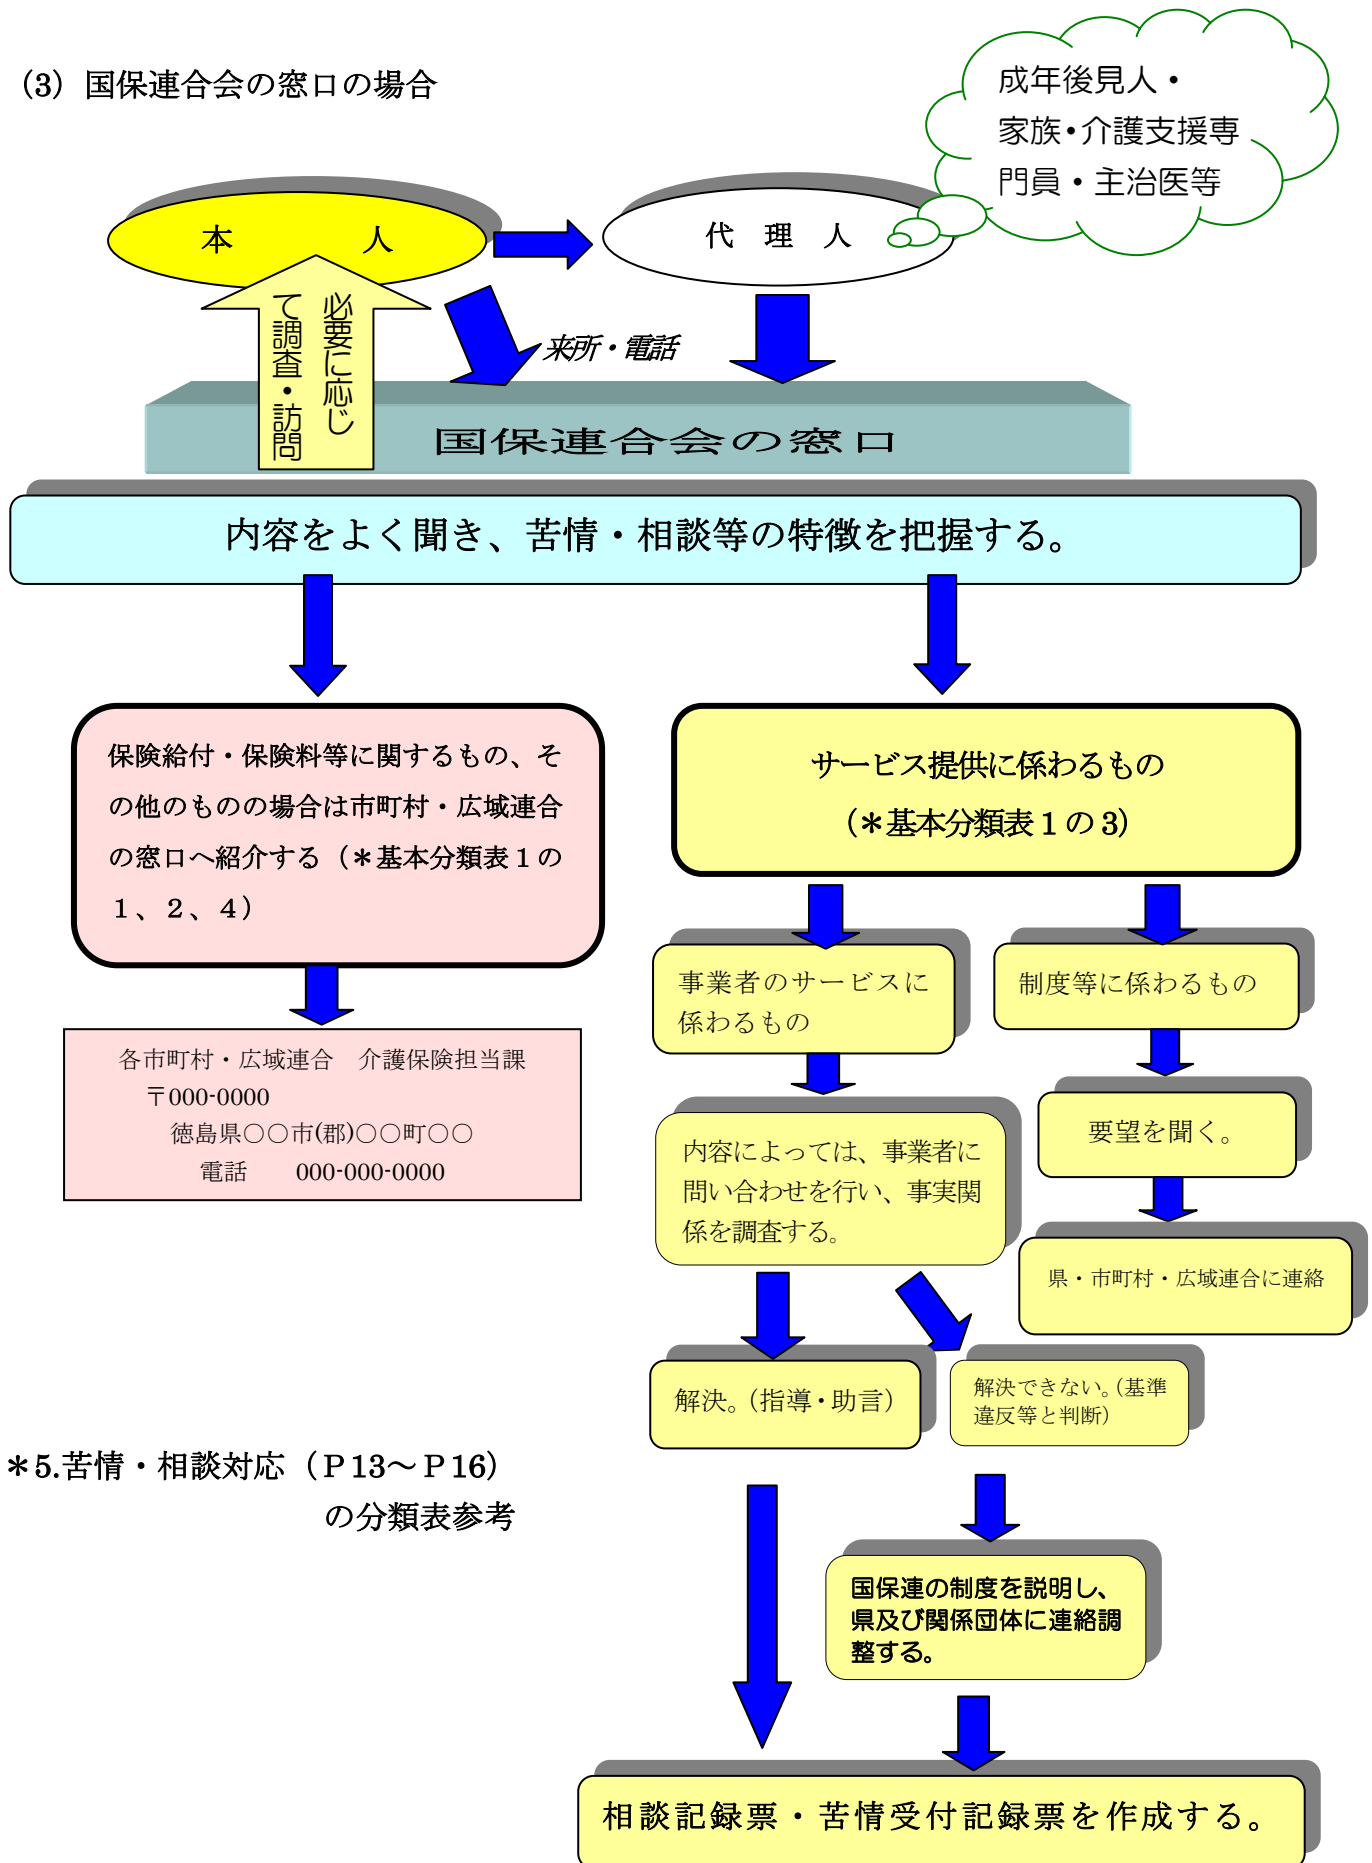 （3）国保連合会の窓口の場合
成年後見人・
家族・介護支援専
門員・主治医等
本　人
代　理　人
必要に応じ
て調査・訪問
来所・電話
国保連合会の窓口
内容をよく聞き、苦情・相談等の特徴を把握する。
保険給付・保険料等に関するもの、そ
の他のものの場合は市町村・広域連合
の窓口へ紹介する（＊基本分類表１の
１、２、４）
サービス提供に係わるもの
（＊基本分類表１の3）
事業者のサービスに
係わるもの
制度等に係わるもの
各市町村・広域連合　介護保険担当課
〒000-0000
徳島県○○市(郡)○○町○○
電話　000-000-0000
要望を聞く。
内容によっては、事業者に
問い合わせを行い、事実関
係を調査する。
県・市町村・広域連合に連絡
解決。（指導・助言）
解決できない。（基準
違反等と判断）
＊5.苦情・相談対応（Ｐ13～Ｐ16）
の分類表参考
国保連の制度を説明し、
県及び関係団体に連絡調
整する。
相談記録票・苦情受付記録票を作成する。